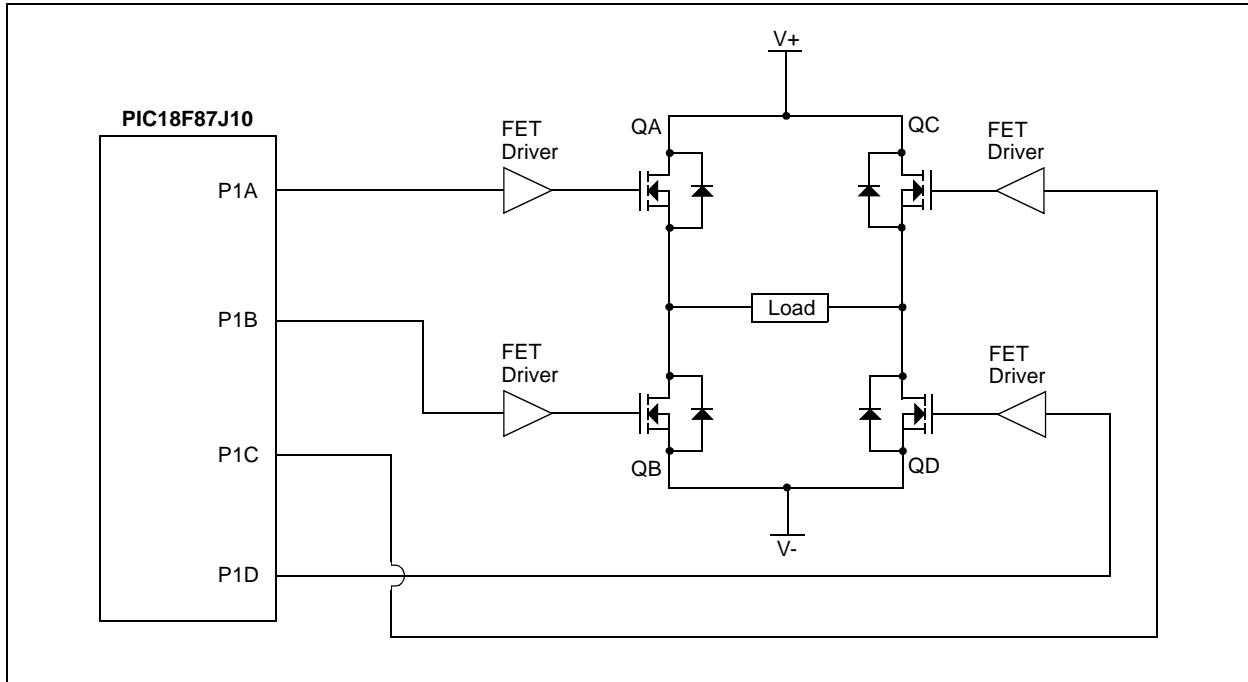 V+
PIC18F87J10
FET
Driver
QA
QC
FET
Driver
P1A
P1B
Load
FET
Driver
FET
Driver
P1C
QB
QD
V-
P1D